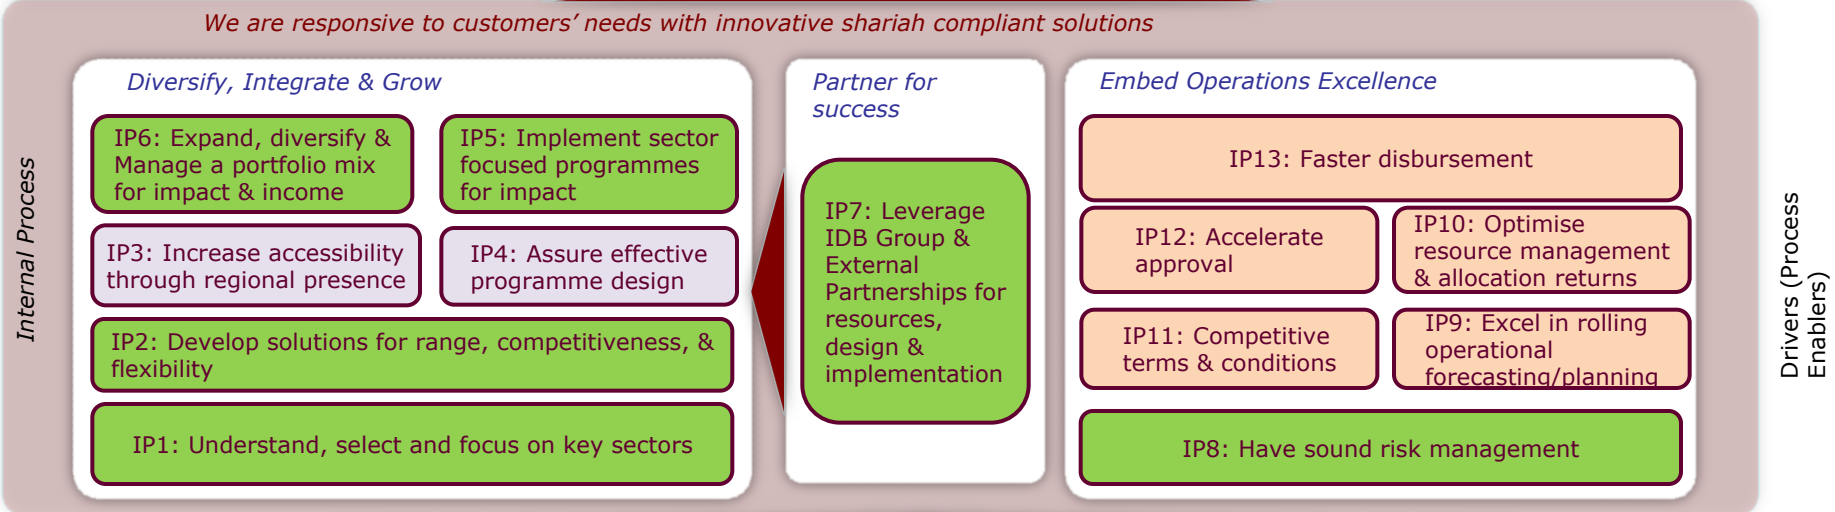 We are responsive to customers’ needs with innovative shariah compliant solutions
Internal Process
Diversify, Integrate & Grow
IP6: Expand, diversify &
Manage a portfolio mix
for impact & income
IP5: Implement sector
focused programmes
for impact
IP3: Increase accessibility
through regional presence
IP4: Assure effective
programme design
IP2: Develop solutions for range, competitiveness, &
flexibility
IP1: Understand, select and focus on key sectors
Partner for
success
IP7: Leverage
IDB Group &
External
Partnerships for
resources,
design &
implementation
Embed Operations Excellence
IP13: Faster disbursement
IP12: Accelerate
approval
IP10: Optimise
resource management
& allocation returns
IP11: Competitive
terms & conditions
IP9: Excel in rolling
operational
forecasting/planning
IP8: Have sound risk management
Drivers (Process
Enablers)